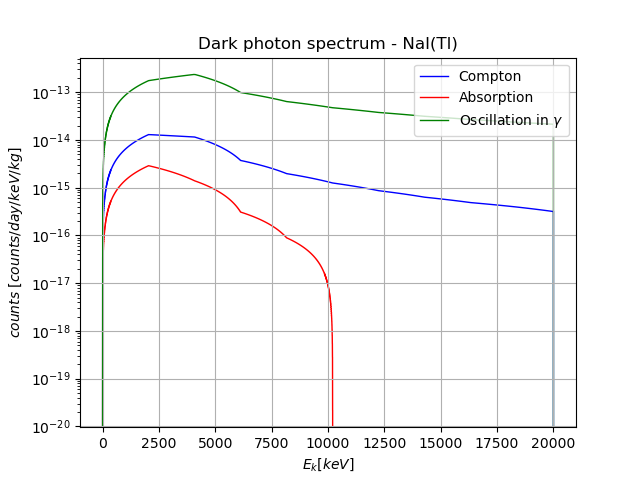 Dark photon spectrum - NaI(Tl)
counts [counts/day/keV/kg]
10⁻¹³
10⁻¹⁴
10⁻¹⁵
10⁻¹⁶
10⁻¹⁷
10⁻¹⁸
10⁻¹⁹
10⁻²⁰
Compton
Absorption
Oscillation in γ
0 2500 5000 7500 10000 12500 15000 17500 20000
Eₖ[keV]